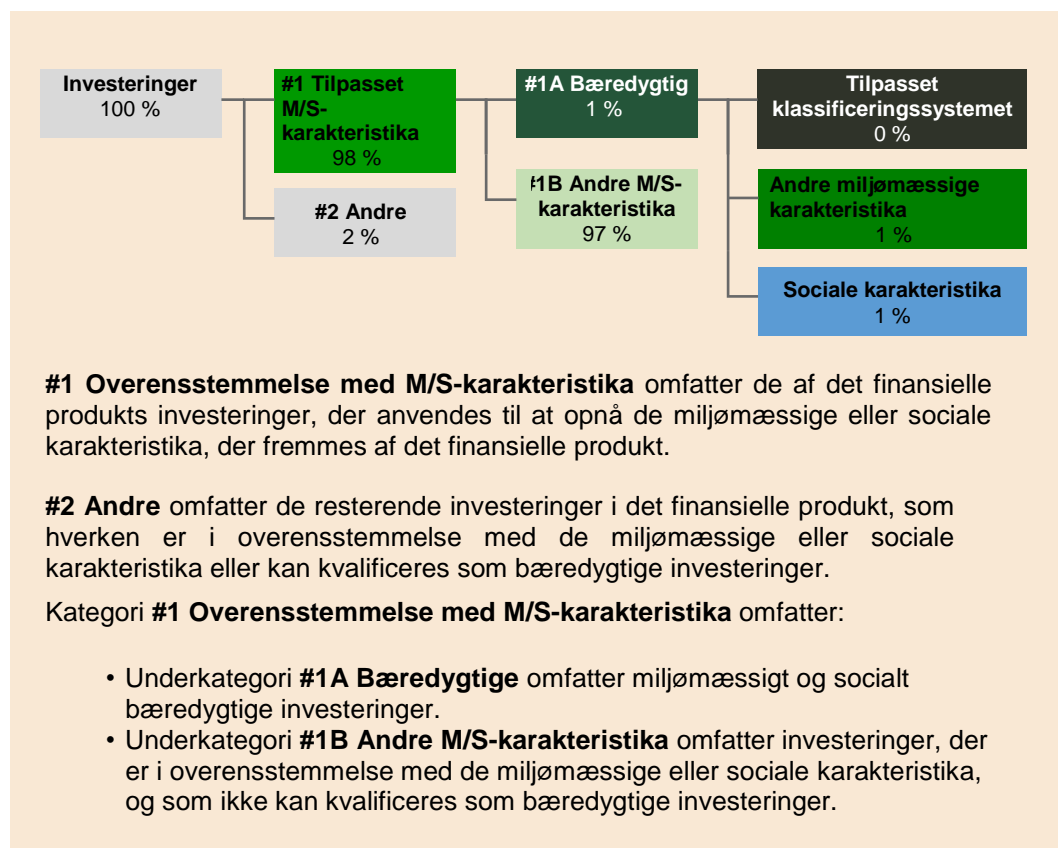 Investeringer
100 %
#1 Tilpasset
M/S-
karakteristika
98 %
#2 Andre
2 %
#1A Bæredygtig
1 %
#1B Andre M/S-
karakteristika
97 %
Tilpasset
klassificeringssystemet
0 %
Andre miljømæssige
karakteristika
1 %
Sociale karakteristika
1 %
#1 Overensstemmelse med M/S-karakteristika omfatter de af det finansielle
produkts investeringer, der anvendes til at opnå de miljømæssige eller sociale
karakteristika, der fremmes af det finansielle produkt.
#2 Andre omfatter de resterende investeringer i det finansielle produkt, som
hverken er i overensstemmelse med de miljømæssige eller sociale
karakteristika eller kan kvalificeres som bæredygtige investeringer.
Kategori #1 Overensstemmelse med M/S-karakteristika omfatter:
• Underkategori #1A Bæredygtige omfatter miljømæssigt og socialt
bæredygtige investeringer.
• Underkategori #1B Andre M/S-karakteristika omfatter investeringer, der
er i overensstemmelse med de miljømæssige eller sociale karakteristika,
og som ikke kan kvalificeres som bæredygtige investeringer.